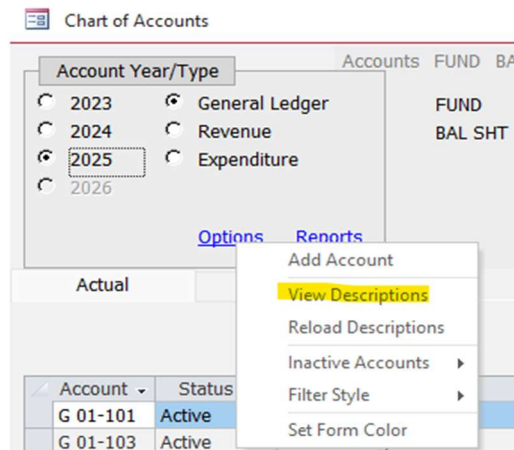 Chart of Accounts
Accounts FUND BA
Account Year/Type
2023 General Ledger FUND
2024 Revenue BAL SHT
2025 Expenditure
2026
Options Reports
Add Account
Actual
View Descriptions
Reload Descriptions
Inactive Accounts
Account Status
Filter Style
G 01-101 Active
Set Form Color
G 01-103 Active